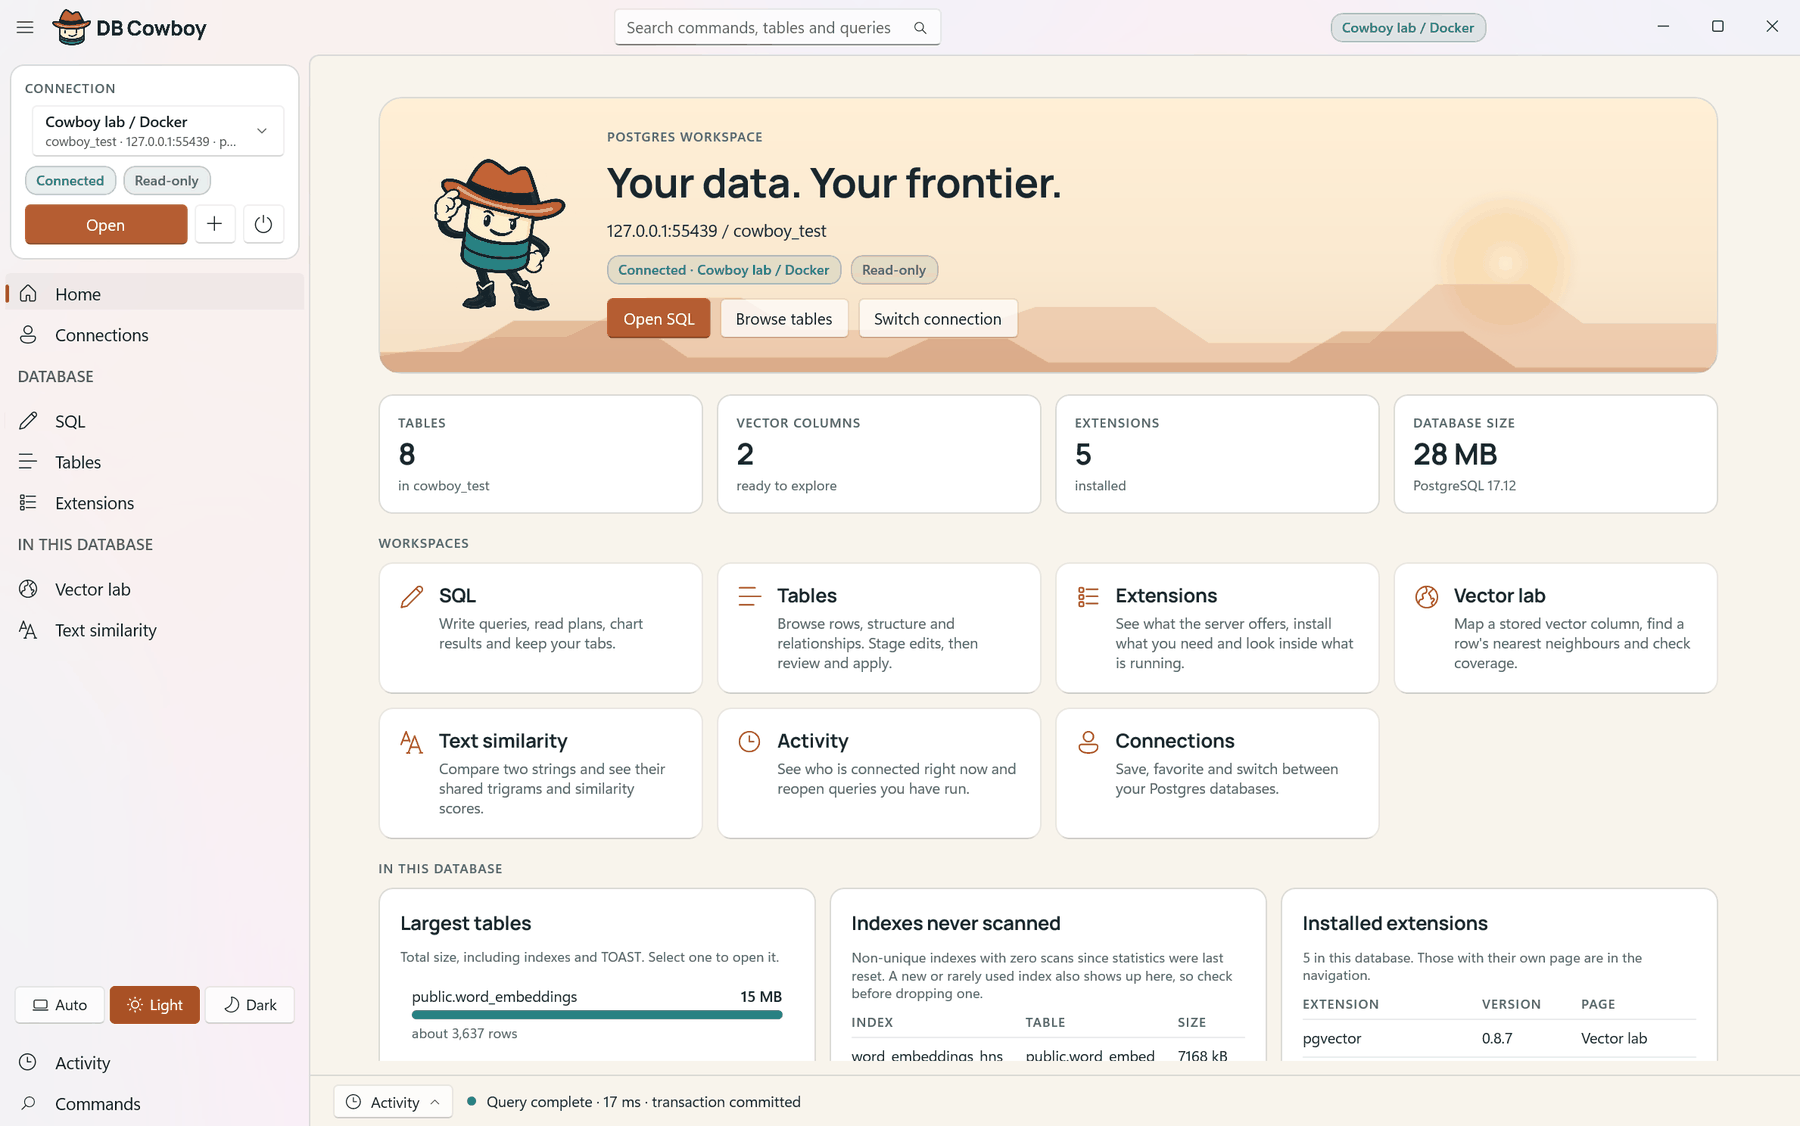 DB Cowboy
Search commands, tables and queries
Cowboy lab / Docker
CONNECTION
Cowboy lab / Docker
cowboy_test · 127.0.0.1:55439 · p...
Connected
Read-only
Open
Home
Connections
DATABASE
SQL
Tables
Extensions
IN THIS DATABASE
Vector lab
Text similarity
Auto
Light
Dark
Activity
Commands
POSTGRES WORKSPACE
Your data. Your frontier.
127.0.0.1:55439 / cowboy_test
Connected · Cowboy lab / Docker
Read-only
Open SQL
Browse tables
Switch connection
TABLES
8
in cowboy_test
VECTOR COLUMNS
2
ready to explore
EXTENSIONS
5
installed
DATABASE SIZE
28 MB
PostgreSQL 17.12
WORKSPACES
SQL
Write queries, read plans, chart
results and keep your tabs.
Tables
Browse rows, structure and
relationships. Stage edits, then
review and apply.
Extensions
See what the server offers, install
what you need and look inside what
is running.
Vector lab
Map a stored vector column, find a
row's nearest neighbours and check
coverage.
Text similarity
Compare two strings and see their
shared trigrams and similarity
scores.
Activity
See who is connected right now and
reopen queries you have run.
Connections
Save, favorite and switch between
your Postgres databases.
IN THIS DATABASE
Largest tables
Total size, including indexes and TOAST. Select one to open it.
public.word_embeddings 15 MB
about 3,637 rows
Indexes never scanned
Non-unique indexes with zero scans since statistics were last
reset. A new or rarely used index also shows up here, so check
before dropping one.
INDEX TABLE SIZE
word_embeddings_hns public.word_embed 7168 kB
Installed extensions
5 in this database. Those with their own page are in the
navigation.
EXTENSION VERSION PAGE
pgvector 0.8.7 Vector lab
Activity
Query complete · 17 ms · transaction committed